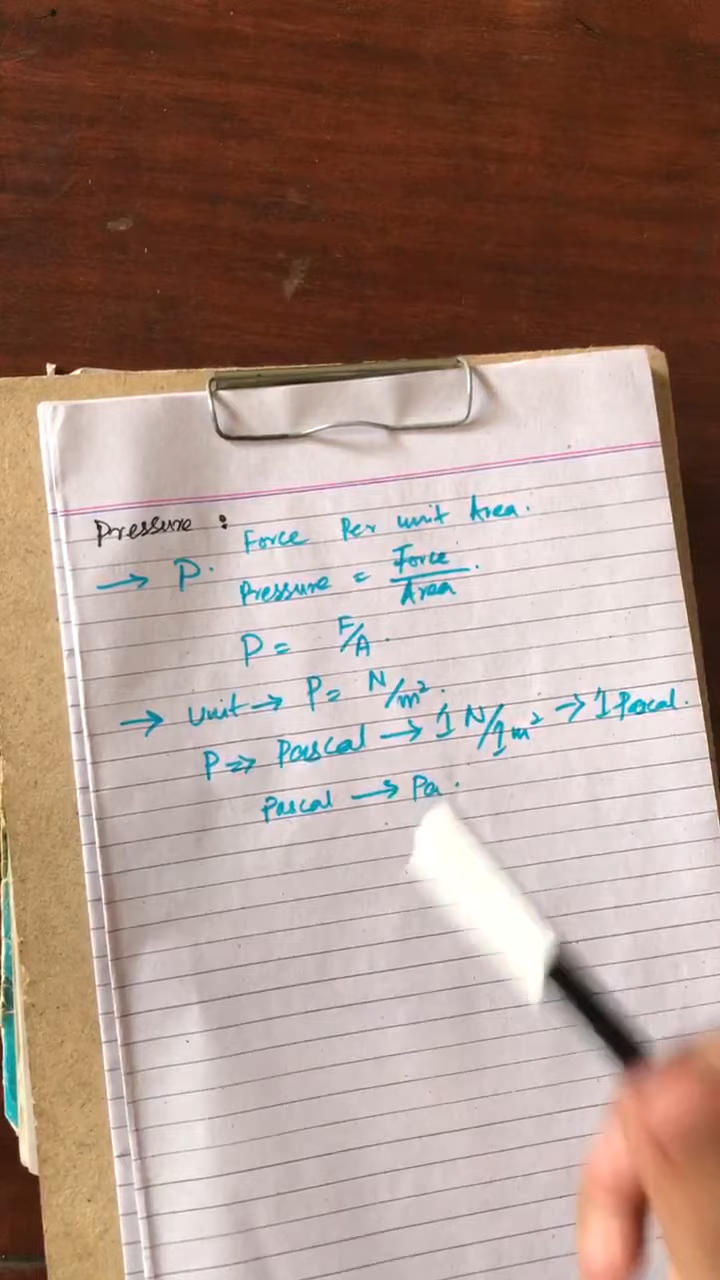 Pressure : Force Per unit Area.
→ P. Pressure = Force/Area.
P = F/A.
→ Unit → P = N/m².
P => Pascal → 1 N/1m² → 1 Pascal.
Pascal → Pa.